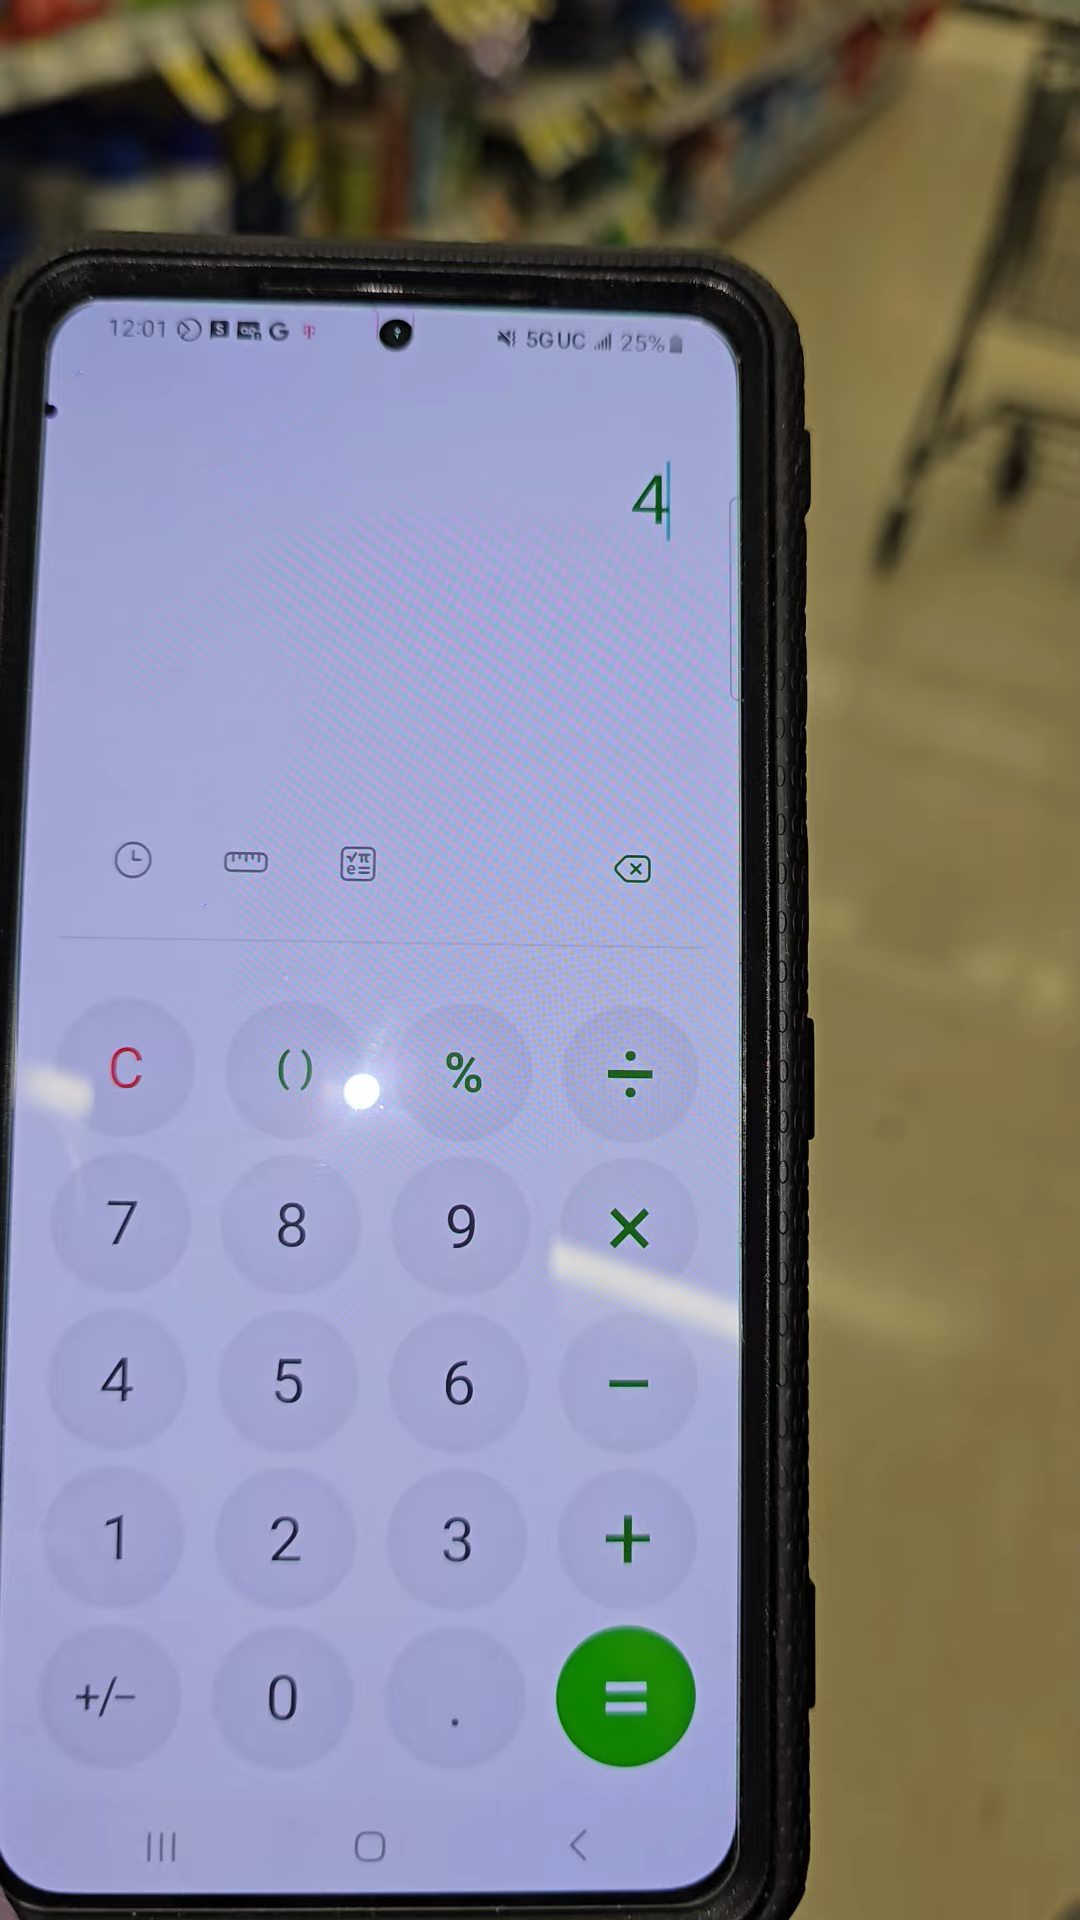 12:01 S G 5G UC 25%
4
√π
e=
C () % ÷
7 8 9 ×
4 5 6 −
1 2 3 +
+/− 0 . =